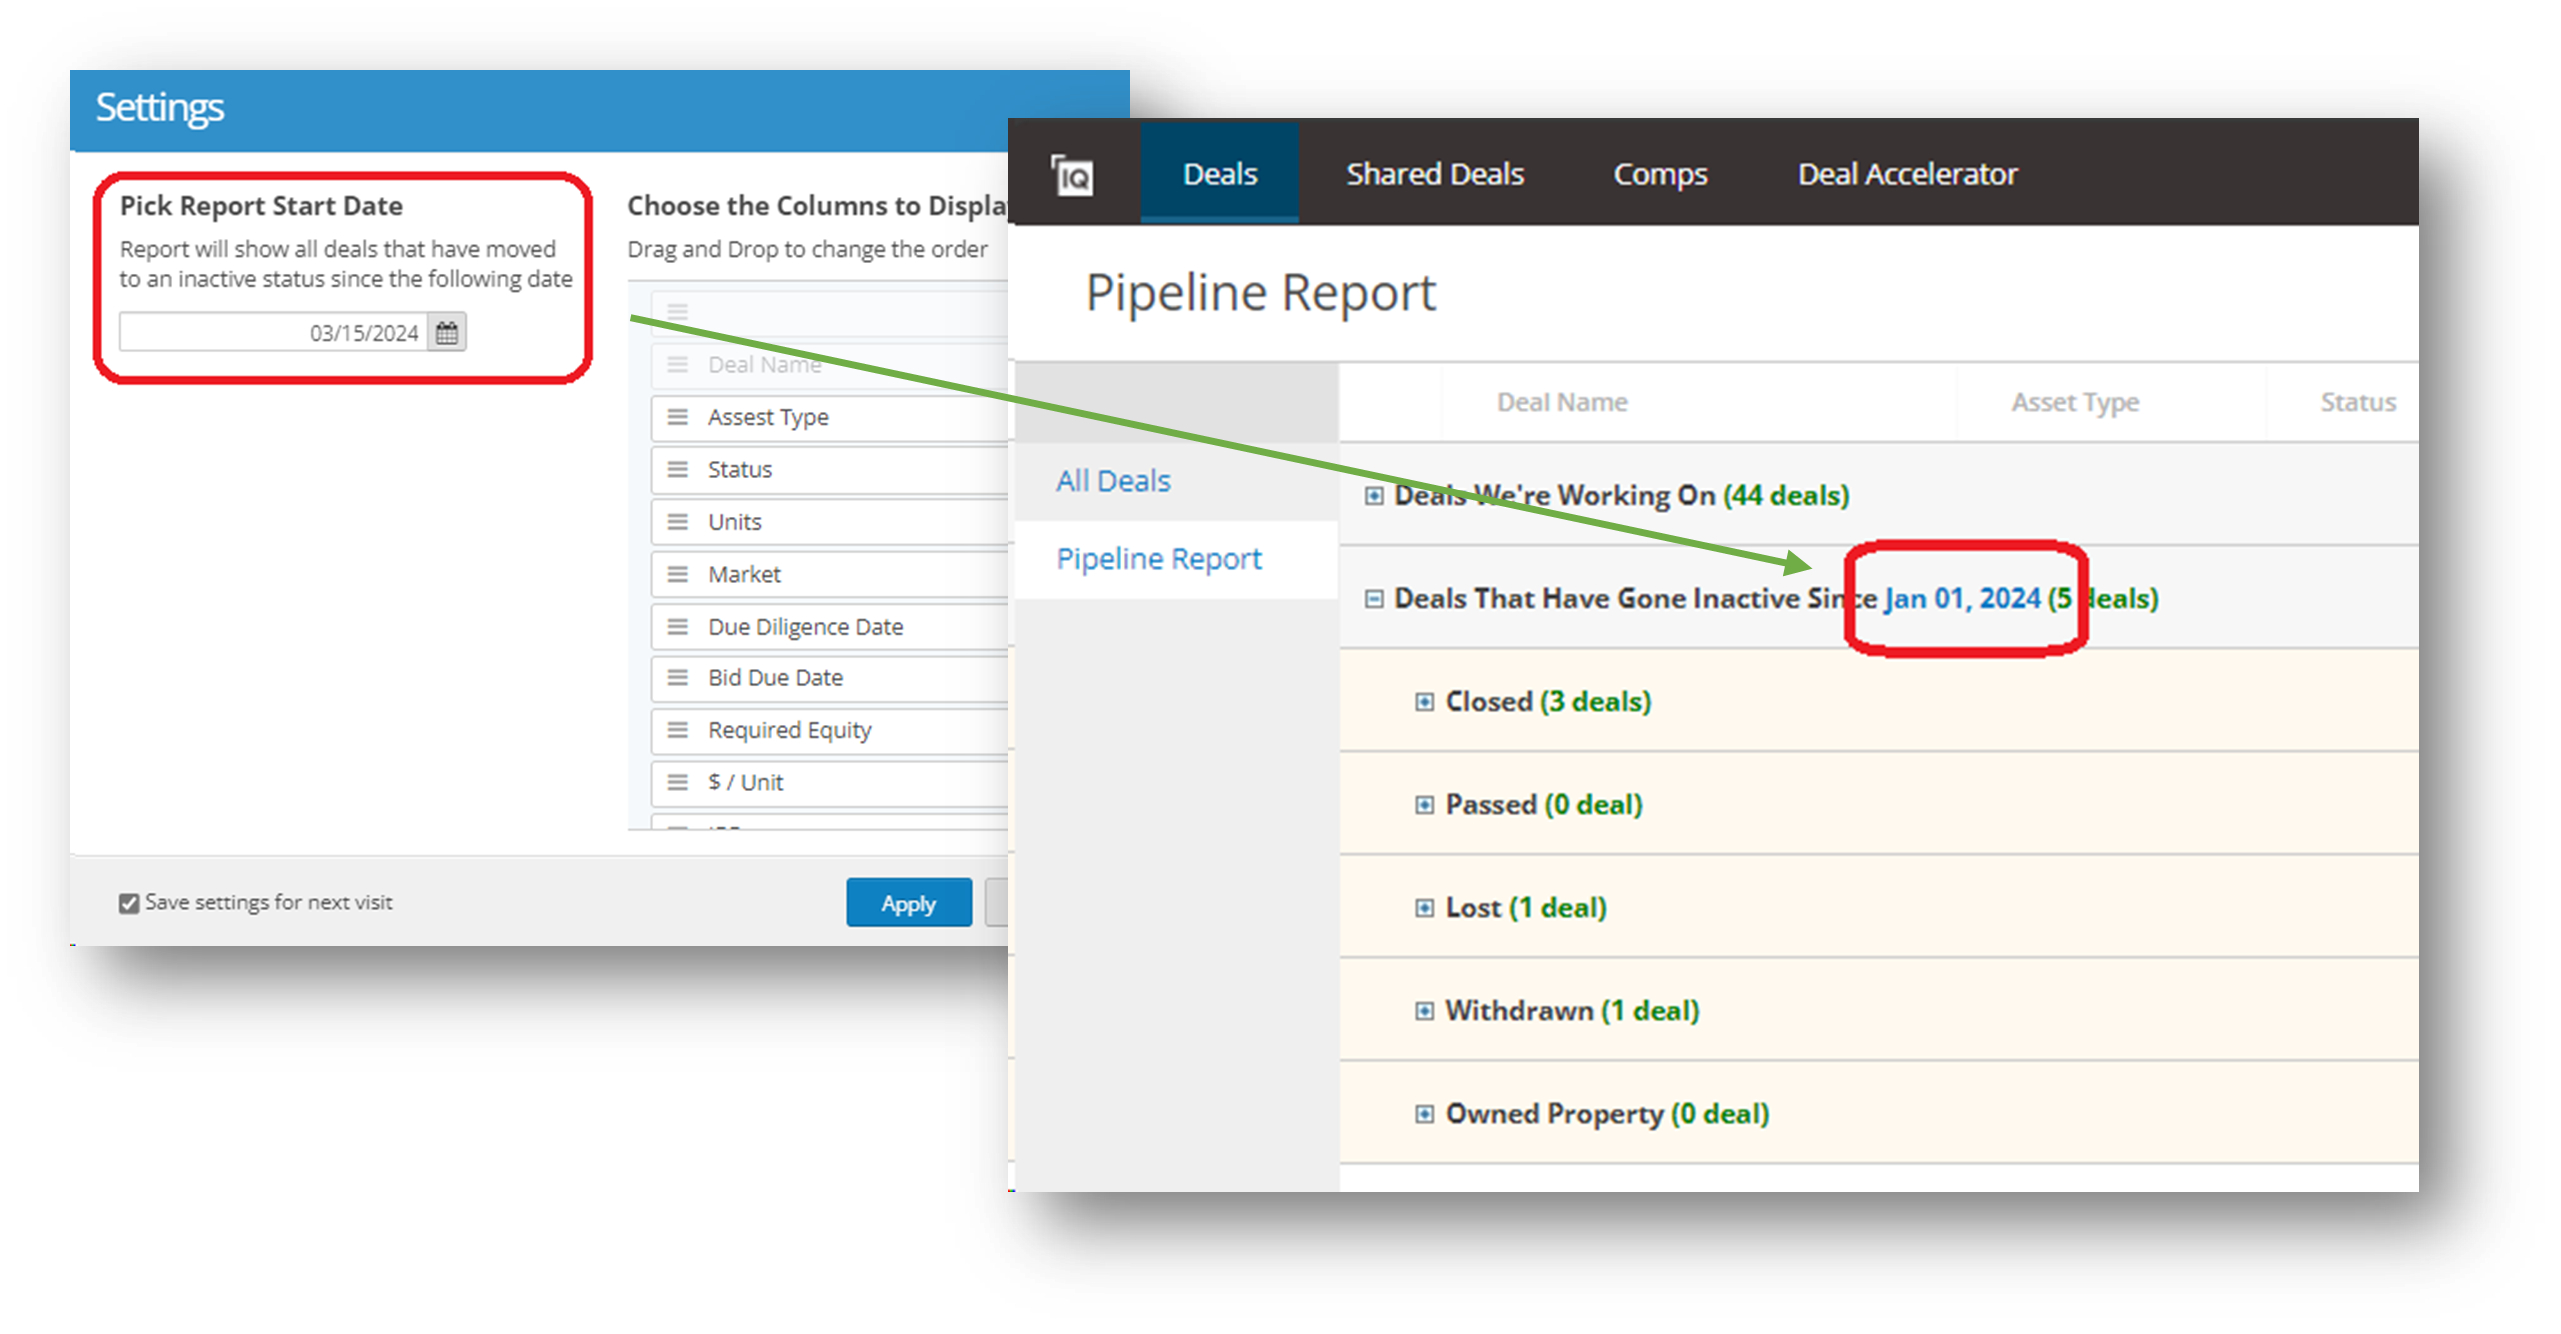 Settings
Pick Report Start Date
Report will show all deals that have moved
to an inactive status since the following date
03/15/2024
Choose the Columns to
Drag and Drop to change the order
Deal Name
Assest Type
Status
Units
Market
Due Diligence Date
Bid Due Date
Required Equity
$ / Unit
Save settings for next visit
Apply
IQ
Deals
Shared Deals
Comps
Deal Accelerator
Pipeline Report
Deal Name
Asset Type
Status
All Deals
Pipeline Report
Deals We're Working On (44 deals)
Deals That Have Gone Inactive Since Jan 01, 2024 (5 deals)
Closed (3 deals)
Passed (0 deal)
Lost (1 deal)
Withdrawn (1 deal)
Owned Property (0 deal)